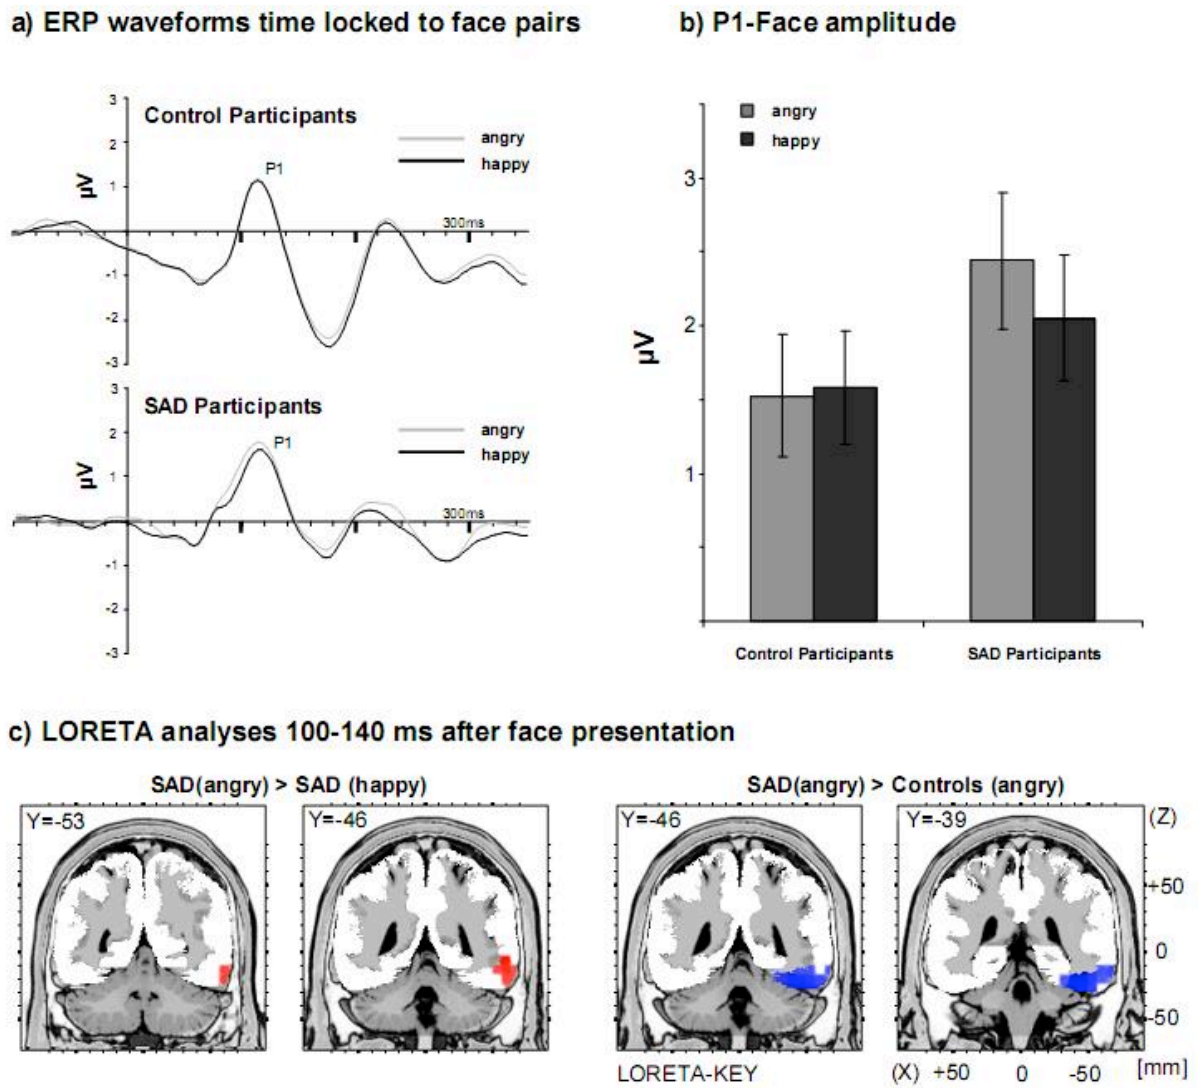 a) ERP waveforms time locked to face pairs
b) P1-Face amplitude
3
Control Participants
angry
happy
2
P1
1
µV
300ms
-1
-2
-3
3
SAD Participants
angry
happy
2
P1
1
µV
300ms
-1
-2
-3
angry
happy
3
2
µV
1
Control Participants
SAD Participants
c) LORETA analyses 100-140 ms after face presentation
SAD(angry) > SAD (happy)
SAD(angry) > Controls (angry)
Y=-53
Y=-46
Y=-46
Y=-39
(Z)
+50
0
-50
LORETA-KEY
(X) +50 0 -50 [mm]